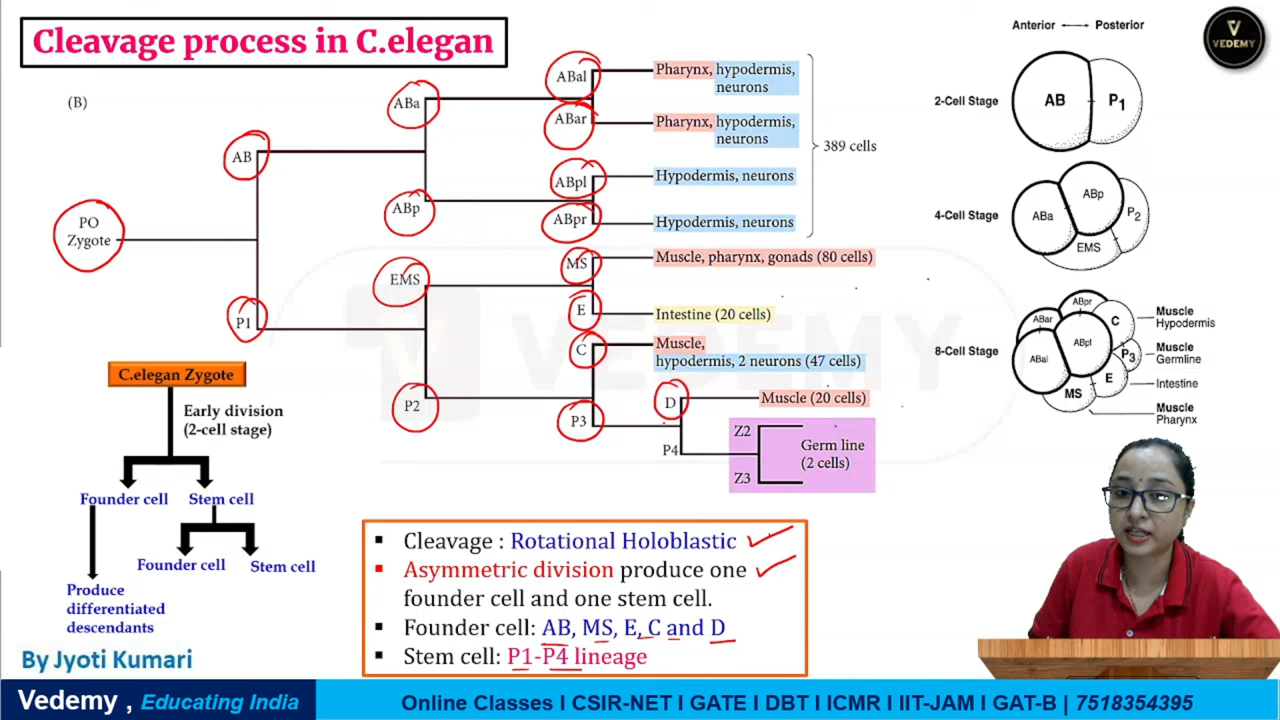 Cleavage process in C.elegan
(B)
PO
Zygote
AB
P1
ABa
ABp
EMS
P2
ABal
ABar
ABpl
ABpr
MS
E
C
P3
D
P4
Z2
Z3
Pharynx, hypodermis,
neurons
Pharynx, hypodermis,
neurons
Hypodermis, neurons
Hypodermis, neurons
389 cells
Muscle, pharynx, gonads (80 cells)
Intestine (20 cells)
Muscle,
hypodermis, 2 neurons (47 cells)
Muscle (20 cells)
Germ line
(2 cells)
Anterior ⟷ Posterior
VEDEMY
2-Cell Stage
AB
P1
4-Cell Stage
ABa
ABp
P2
EMS
8-Cell Stage
ABpr
ABar
C
ABpl
ABal
P3
E
MS
Muscle
Hypodermis
Muscle
Germline
Intestine
Muscle
Pharynx
VEDEMY
C.elegan Zygote
Early division
(2-cell stage)
Founder cell
Stem cell
Founder cell
Stem cell
Produce
differentiated
descendants
▪ Cleavage : Rotational Holoblastic
▪ Asymmetric division produce one
founder cell and one stem cell.
▪ Founder cell: AB, MS, E, C and D
▪ Stem cell: P1-P4 lineage
By Jyoti Kumari
Vedemy , Educating India
Online Classes I CSIR-NET I GATE I DBT I ICMR I IIT-JAM I GAT-B | 7518354395